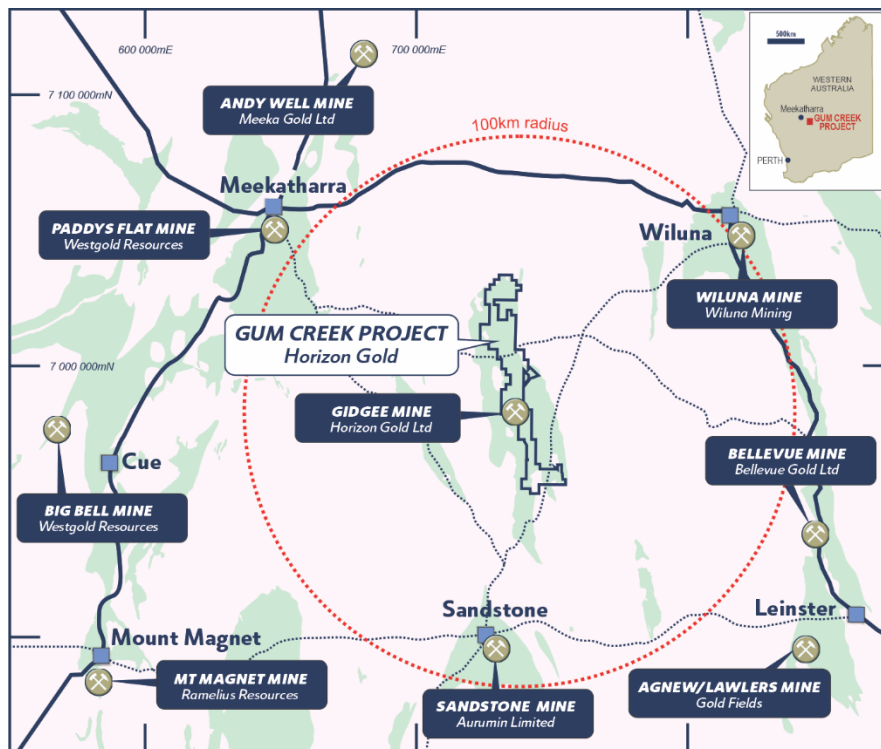 600 000mE
700 000mE
500km
WESTERN
AUSTRALIA
Meekatharra
GUM CREEK
PROJECT
PERTH
7 100 000mN
ANDY WELL MINE
Meeka Gold Ltd
100km radius
Meekatharra
PADDYS FLAT MINE
Westgold Resources
Wiluna
WILUNA MINE
Wiluna Mining
GUM CREEK PROJECT
Horizon Gold
7 000 000mN
GIDGEE MINE
Horizon Gold Ltd
BELLEVUE MINE
Bellevue Gold Ltd
Cue
BIG BELL MINE
Westgold Resources
Sandstone
Leinster
Mount Magnet
MT MAGNET MINE
Ramelius Resources
SANDSTONE MINE
Aurumin Limited
AGNEW/LAWLERS MINE
Gold Fields